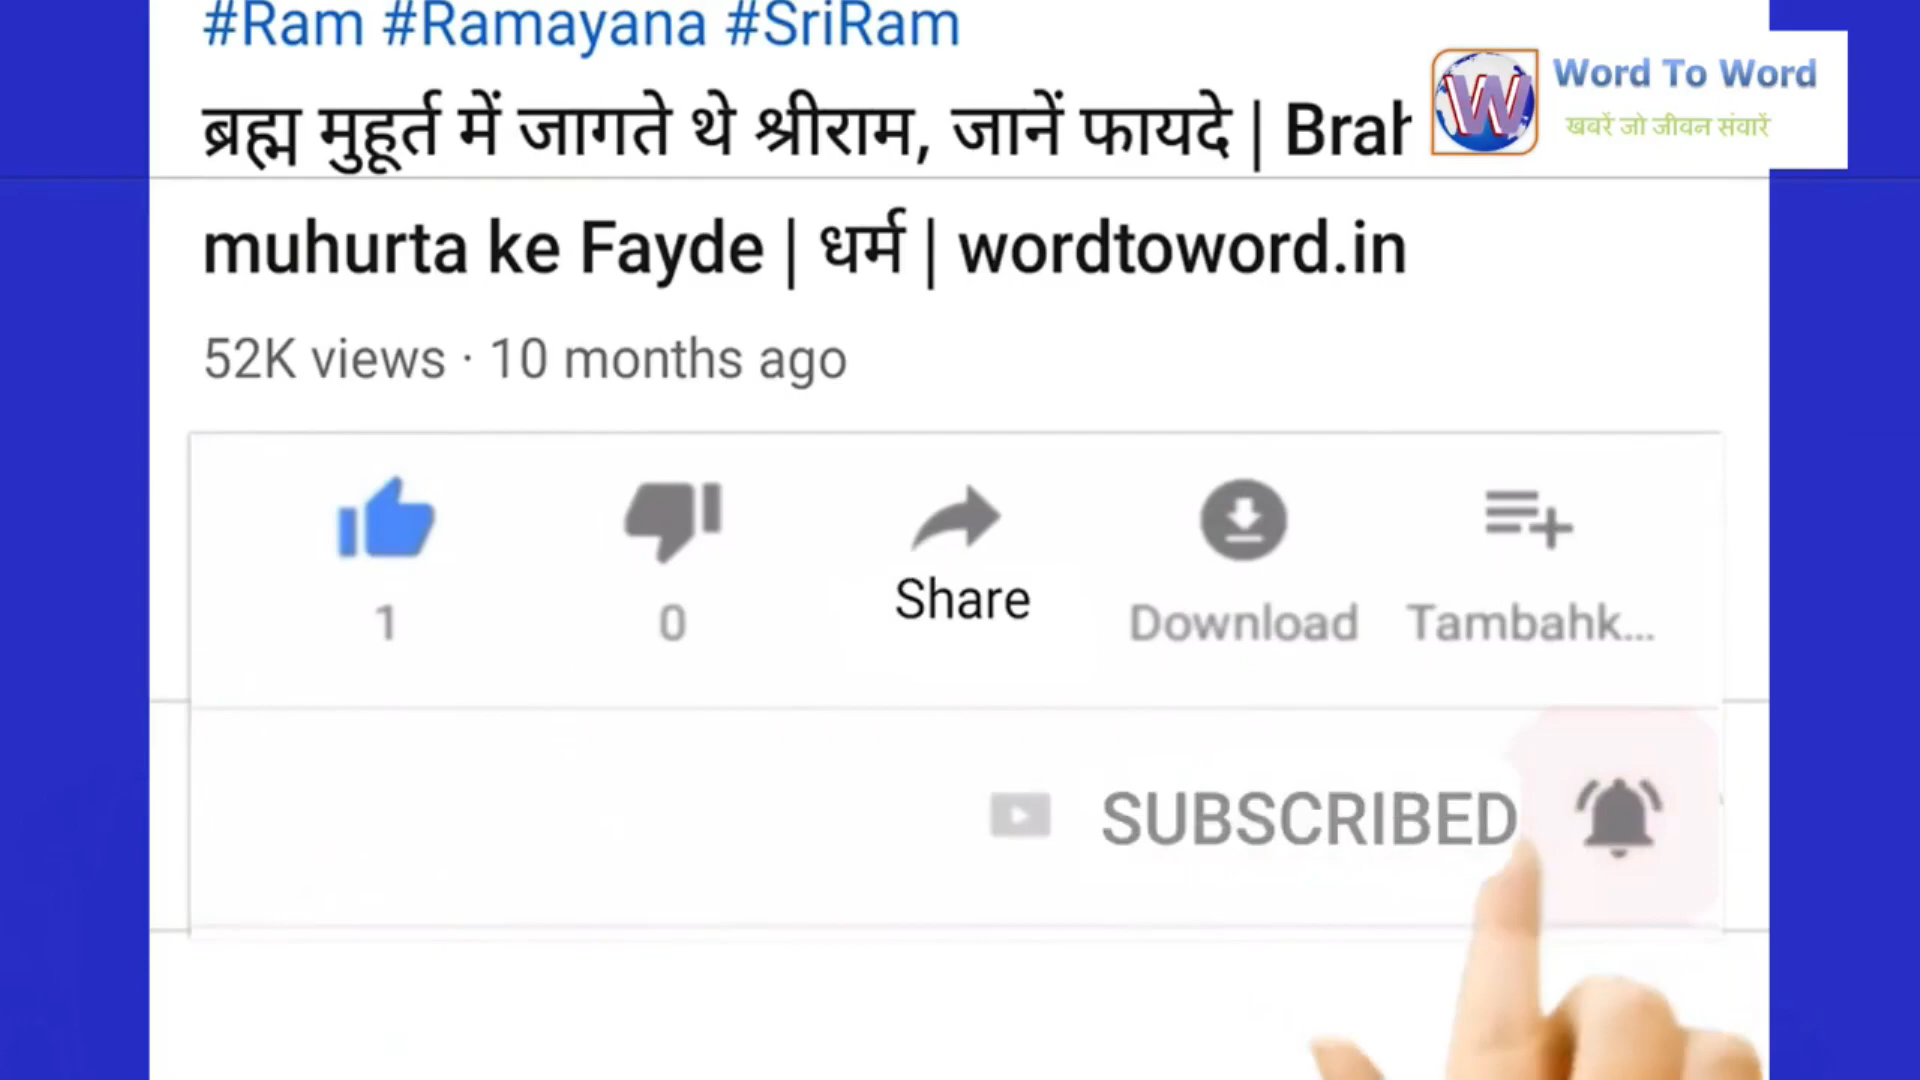 #Ram #Ramayana #SriRam
Word To Word
खबरें जो जीवन संवारें
ब्रह्म मुहूर्त में जागते थे श्रीराम, जानें फायदे | Brah
muhurta ke Fayde | धर्म | wordtoword.in
52K views · 10 months ago
1
0
Share
Download
Tambahk...
SUBSCRIBED